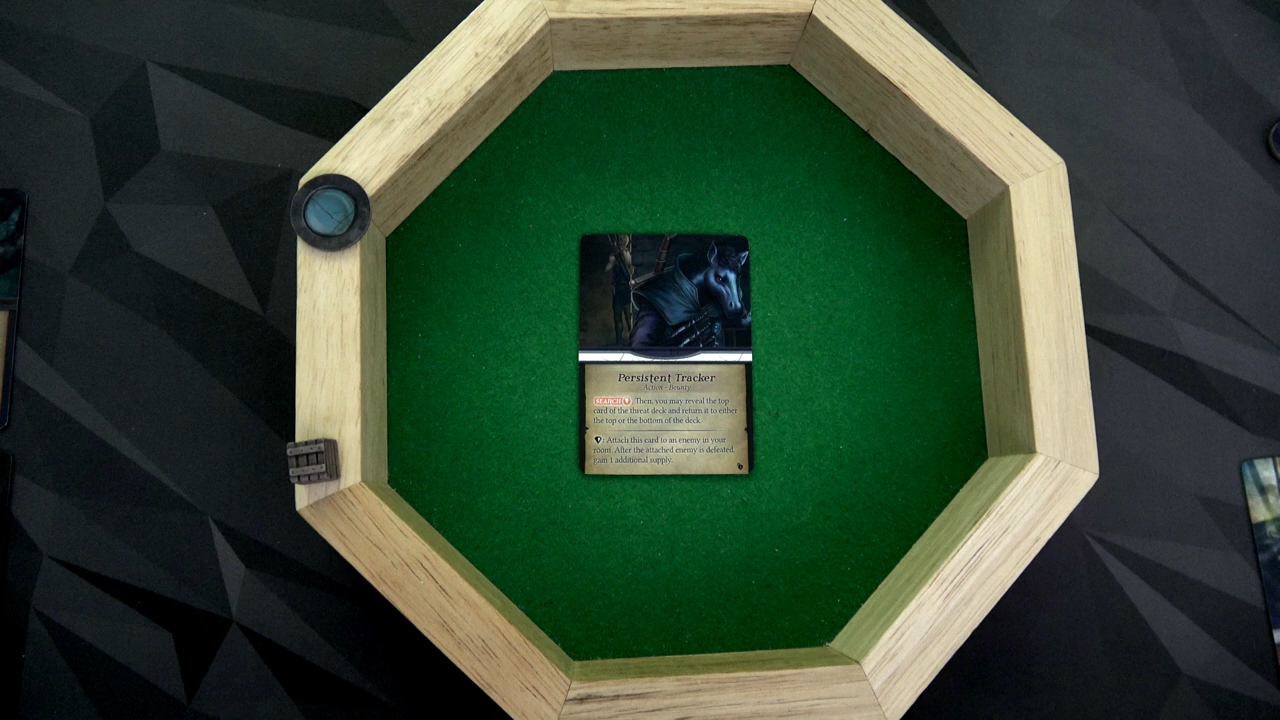 Persistent Tracker
Action - Bounty
SEARCH Then, you may reveal the top
card of the threat deck and return it to either
the top or the bottom of the deck.
: Attach this card to an enemy in your
room. After the attached enemy is defeated,
gain 1 additional supply.